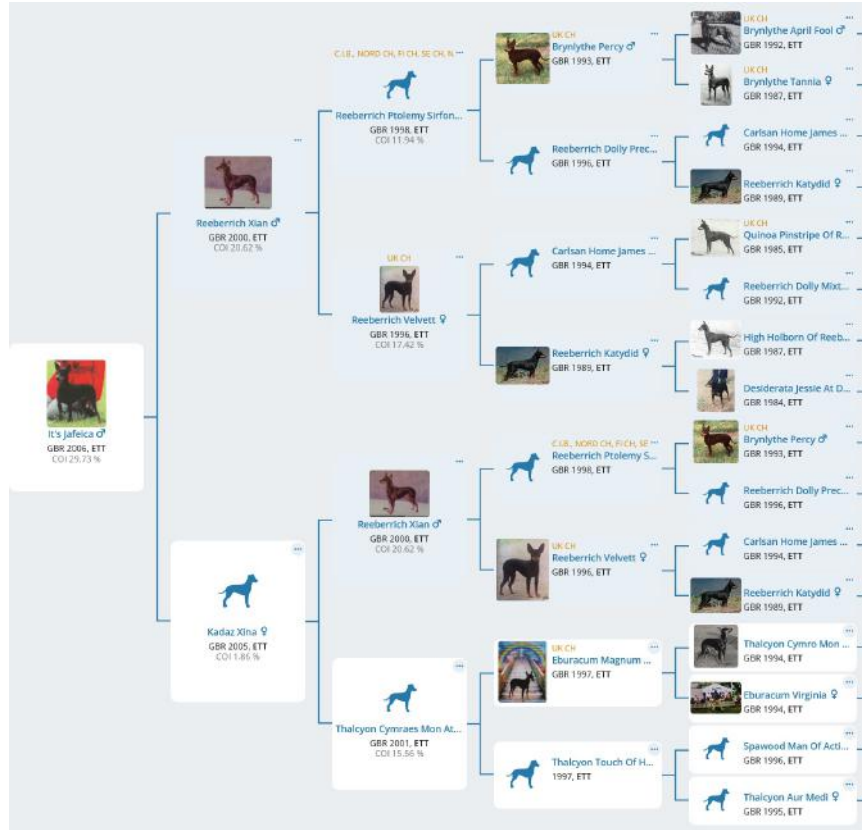 C.I.B., NORD CH, FI CH, SE CH, N...
Reeberrich Ptolemy Sirfon...
GBR 1998, ETT
COI 11.94 %
UK CH
Brynlythe Percy ♂
GBR 1993, ETT
UK CH
Brynlythe April Fool ♂
GBR 1992, ETT
UK CH
Brynlythe Tannia ♀
GBR 1987, ETT
Reeberrich Dolly Prec...
GBR 1996, ETT
Carlsan Home James ...
GBR 1994, ETT
Reeberrich Katydid ♀
GBR 1989, ETT
Reeberrich Xian ♂
GBR 2000, ETT
COI 20.62 %
UK CH
Reeberrich Velvett ♀
GBR 1996, ETT
COI 17.42 %
Carlsan Home James ...
GBR 1994, ETT
UK CH
Quinoa Pinstripe Of R...
GBR 1985, ETT
Reeberrich Dolly Mixt...
GBR 1992, ETT
Reeberrich Katydid ♀
GBR 1989, ETT
High Holborn Of Reeb...
GBR 1987, ETT
Desiderata Jessie At D...
GBR 1984, ETT
It's Jafeica ♂
GBR 2006, ETT
COI 29.73 %
Reeberrich Xian ♂
GBR 2000, ETT
COI 20.62 %
C.I.B., NORD CH, FI CH, SE ...
Reeberrich Ptolemy S...
GBR 1998, ETT
UK CH
Brynlythe Percy ♂
GBR 1993, ETT
Reeberrich Dolly Prec...
GBR 1996, ETT
UK CH
Reeberrich Velvett ♀
GBR 1996, ETT
Carlsan Home James ...
GBR 1994, ETT
Reeberrich Katydid ♀
GBR 1989, ETT
Kadaz Xina ♀
GBR 2005, ETT
COI 1.86 %
Thalcyon Cymraes Mon At...
GBR 2001, ETT
COI 15.56 %
UK CH
Eburacum Magnum ...
GBR 1997, ETT
Thalcyon Cymro Mon ...
GBR 1994, ETT
Eburacum Virginia ♀
GBR 1994, ETT
Thalcyon Touch Of H...
1997, ETT
Spawood Man Of Acti...
GBR 1996, ETT
Thalcyon Aur Medi ♀
GBR 1995, ETT